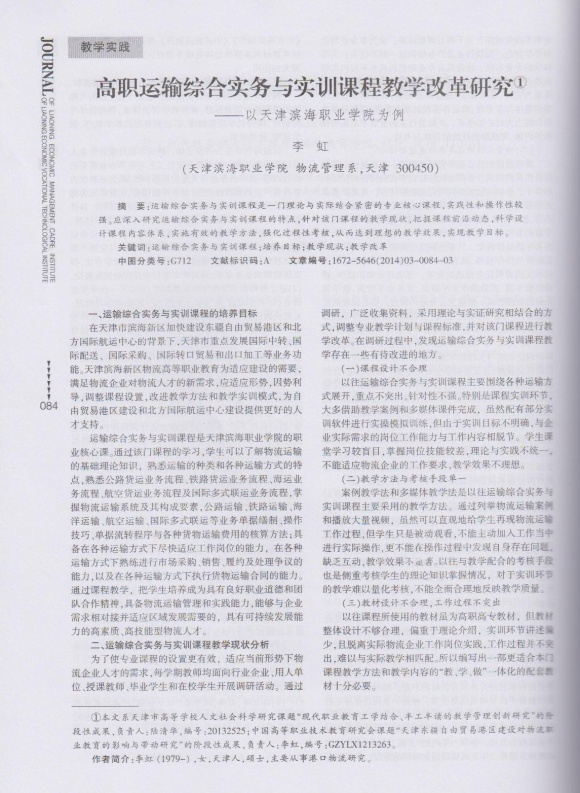 教学实践
JOURNAL OF LIAONING ECONOMIC MANAGEMENT CADRE INSTITUTE
OF LIAONING ECONOMIC VOCATIONAL TECHNOLOGICAL INSTITUTE
084
高职运输综合实务与实训课程教学改革研究①
——以天津滨海职业学院为例
李 虹
(天津滨海职业学院 物流管理系,天津 300450)
摘 要:运输综合实务与实训课程是一门理论与实际结合紧密的专业核心课程,实践性和操作性较
强。应深入研究运输综合实务与实训课程的特点,针对该门课程的教学现状,把握课程前沿动态,科学设
计课程内容体系,实施有效的教学方法,强化过程性考核,从而达到理想的教学效果,实现教学目标。
关键词:运输综合实务与实训课程;培养目标;教学现状;教学改革
中图分类号:G712 文献标识码:A 文章编号:1672-5646(2014)03-0084-03
一、运输综合实务与实训课程的培养目标
在天津市滨海新区加快建设东疆自由贸易港区和北
方国际航运中心的背景下,天津市重点发展国际中转、国
际配送、国际采购、国际转口贸易和出口加工等业务功
能。天津滨海新区物流高等职业教育为适应建设的需要,
满足物流企业对物流人才的新需求,应适应形势,因势利
导,调整课程设置,改进教学方法和教学实训模式,为自
由贸易港区建设和北方国际航运中心建设提供更好的人
才支持。
运输综合实务与实训课程是天津滨海职业学院的职
业核心课。通过该门课程的学习,学生可以了解物流运输
的基础理论知识，熟悉运输的种类和各种运输方式的特
点,熟悉公路货运业务流程、铁路货运业务流程、海运业
务流程、航空货运业务流程及国际多式联运业务流程,掌
握物流运输系统及其构成要素,公路运输、铁路运输、海
洋运输、航空运输、国际多式联运等业务单据缮制、操作
技巧,单据流转程序与各种货物运输费用的核算方法;具
备在各种运输方式下尽快适应工作岗位的能力，在各种
运输方式下熟练进行市场采购、销售、履约及处理争议的
能力,以及在各种运输方式下执行货物运输合同的能力。
通过课程教学，把学生培养成为具有良好职业道德和团
队合作精神,具备物流运输管理和实践能力,能够与企业
需求相对接并适应区域发展需要的，具有可持续发展能
力的高素质,高技能型物流人才。
二、运输综合实务与实训课程教学现状分析
为了使专业课程的设置更有效，适应当前形势下物
流企业人才的需求,每学期教师均面向行业企业、用人单
位、授课教师、毕业学生和在校学生开展调研活动。通过
调研，广泛收集资料，采用理论与实证研究相结合的方
式,调整专业教学计划与课程标准,并对该门课程进行教
学改革。在调研过程中,发现运输综合实务与实训课程教
学存在一些有待改进的地方。
(一)课程设计不合理
以往运输综合实务与实训课程主要围绕各种运输方
式展开,重点不突出,针对性不强。特别是课程实训环节,
大多借助教学案例和多媒体课件完成，虽然配有部分实
训软件进行实操模拟训练,但由于实训目标不明确,与企
业实际需求的岗位工作能力与工作内容相脱节。学生课
堂学习较盲目,掌握岗位技能较差,理论与实践不统一,
不能适应物流企业的工作要求,教学效果不理想。
(二)教学方法与考核手段单一
案例教学法和多媒体教学法是以往运输综合实务与
实训课程主要采用的教学方法。通过列举物流运输案例
和播放大量视频，虽然可以直观地给学生再现物流运输
工作过程,但学生只是被动观看,不能主动加入工作当中
进行实际操作,更不能在操作过程中发现自身存在问题,
缺乏互动,教学效果不显著。以往与教学配合的考核手段
也是侧重考核学生的理论知识掌握情况，对于实训环节
的教学难以量化考核,不能全面合理地反映教学质量。
(三)教材设计不合理,工作过程不突出
以往课程所使用的教材虽为高职高专教材，但教材
整体设计不够合理，偏重于理论介绍，实训环节讲述偏
少,且脱离实际物流企业工作岗位实践,工作过程并不突
出,难以与实际教学相匹配。所以编写出一部更适合本门
课程教学方法和教学内容的“教、学、做”一体化的配套教
材十分必要。
①本文系天津市高等学校人文社会科学研究课题“现代职业教育工学结合、半工半读的教学管理创新研究”的阶
段性成果,负责人:陆清华,编号:20132525;中国高等职业技术教育研究会课题“天津东疆自由贸易港区建设对物流职
业教育的影响与带动研究”的阶段性成果,负责人:李虹,编号:GZYLX1213263。
作者简介:李虹(1979-),女,天津人,硕士,主要从事港口物流研究。